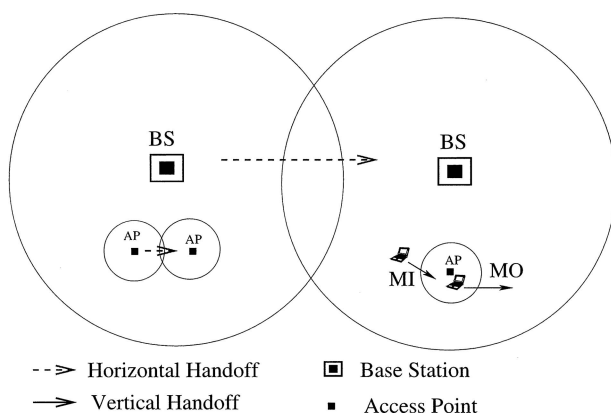 BS
BS
AP
AP
AP
MI
MO
Horizontal Handoff
Base Station
Vertical Handoff
Access Point